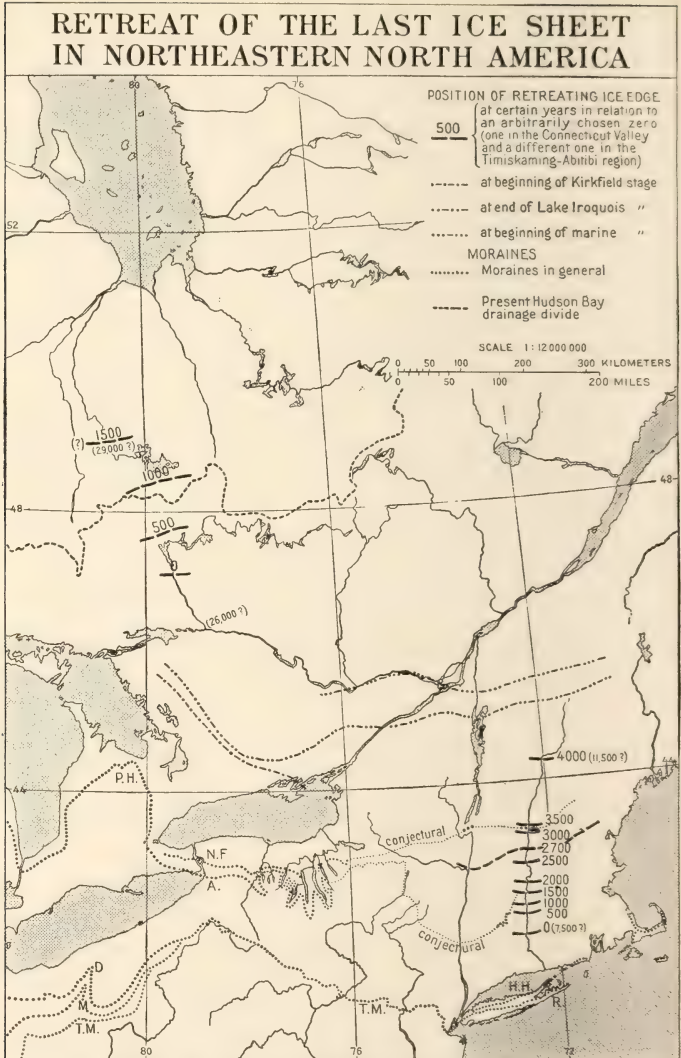 RETREAT OF THE LAST ICE SHEET
IN NORTHEASTERN NORTH AMERICA
80
76
POSITION OF RETREATING ICE EDGE
500
at certain years in relation to
an arbitrarily chosen zero
(one in the Connecticut Valley
and a different one in the
Timiskaming-Abitibi region)
at beginning of Kirkfield stage
at end of Lake Iroquois "
at beginning of marine "
MORAINES
Moraines in general
Present Hudson Bay
drainage divide
SCALE 1:12 000 000
0 50 100 200 300 KILOMETERS
0 50 100 200 MILES
52
(?) 1500
(29,000 ?)
1000
48
48
500
0
(26,000 ?)
4000 (11,500 ?)
44
44
P.H.
3500
3000
2700
2500
2000
1500
1000
500
0 (7,500 ?)
conjectural
N.F.
A.
conjectural
D
M.
T.M.
T.M.
H.H.
R.
80
76
72